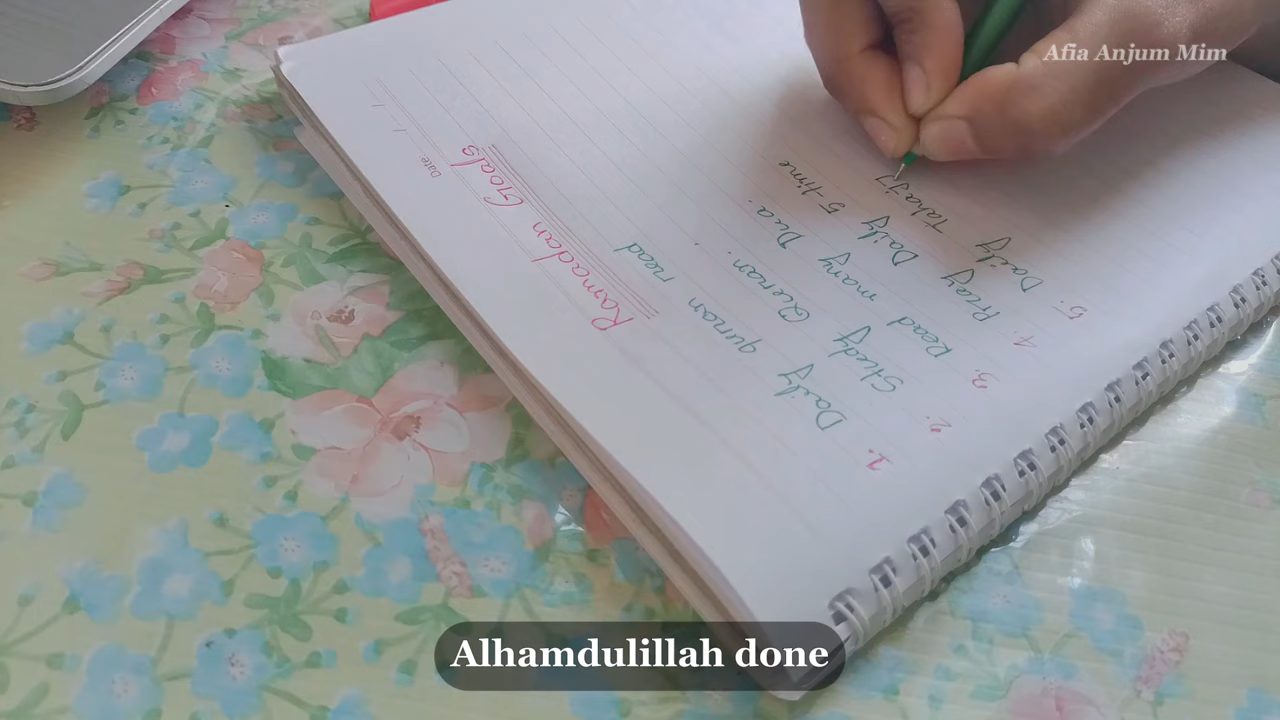 Afia Anjum Mim
Date: / /
Ramadan Goals
1. Daily quran read
2. Study Quran.
3. Read many Dua.
4. Pray Daily 5-time
5. Daily Tahajj
Alhamdulillah done